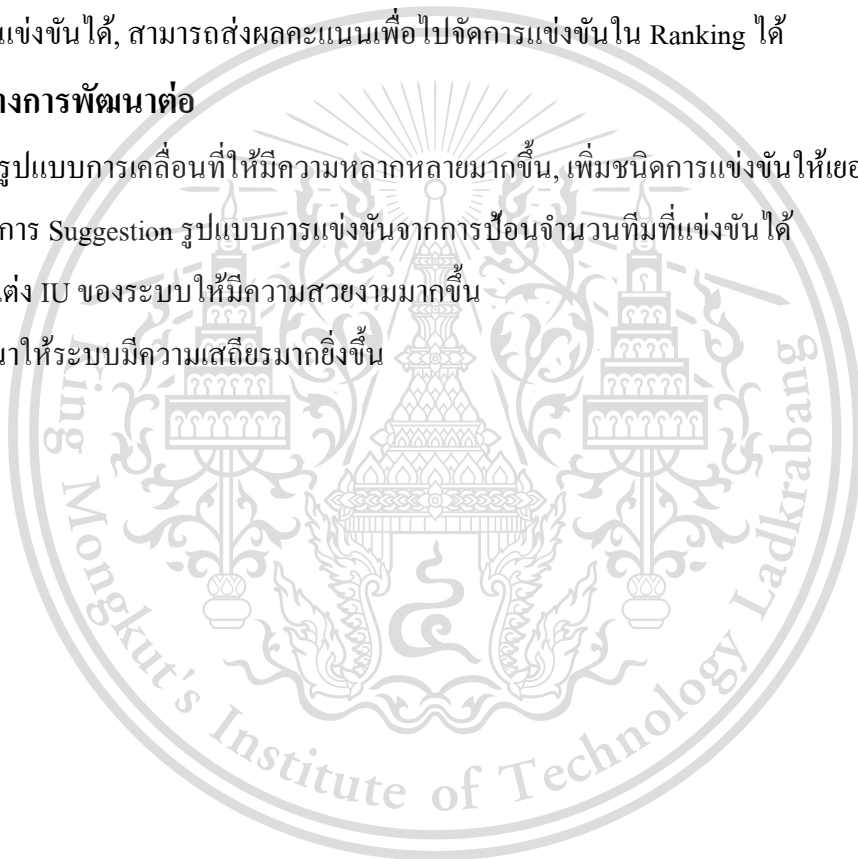 แข่งขันได้, สามารถส่งผลคะแนนเพื่อไปจัดการแข่งขันใน Ranking ได้
างการพัฒนาต่อ
รูปแบบการเคลื่อนที่ให้มีความหลากหลายมากขึ้น, เพิ่มชนิดการแข่งขันให้เยอ
การ Suggestion รูปแบบการแข่งขันจากการป้อนจำนวนทีมที่แข่งขันได้
ต่ง IU ของระบบให้มีความสวยงามมากขึ้น
นาให้ระบบมีความเสถียรมากยิ่งขึ้น
King Mongkut's Institute of Technology Ladkrabang